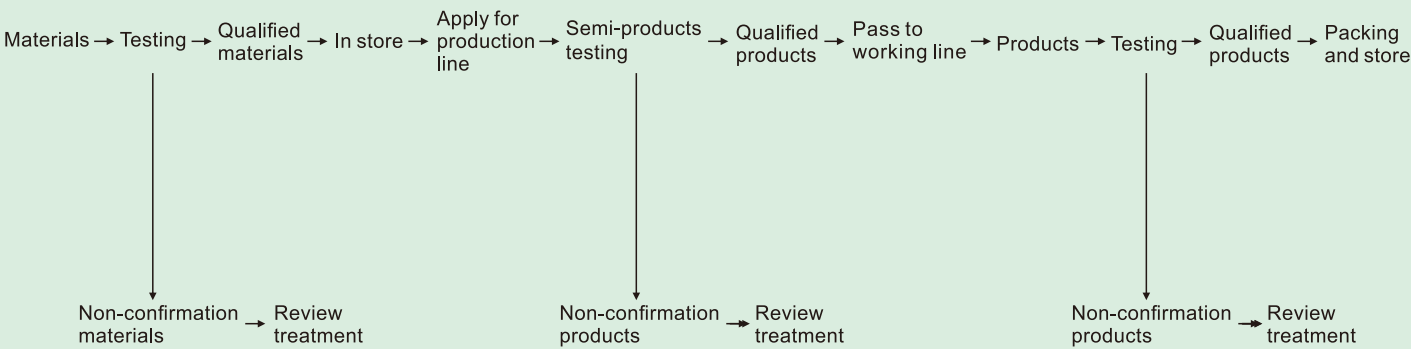 Materials
Testing
Qualified
materials
In store
Apply for
production
line
Semi-products
testing
Qualified
products
Pass to
working line
Products
Testing
Qualified
products
Packing
and store
Non-confirmation
materials
Review
treatment
Non-confirmation
products
Review
treatment
Non-confirmation
products
Review
treatment